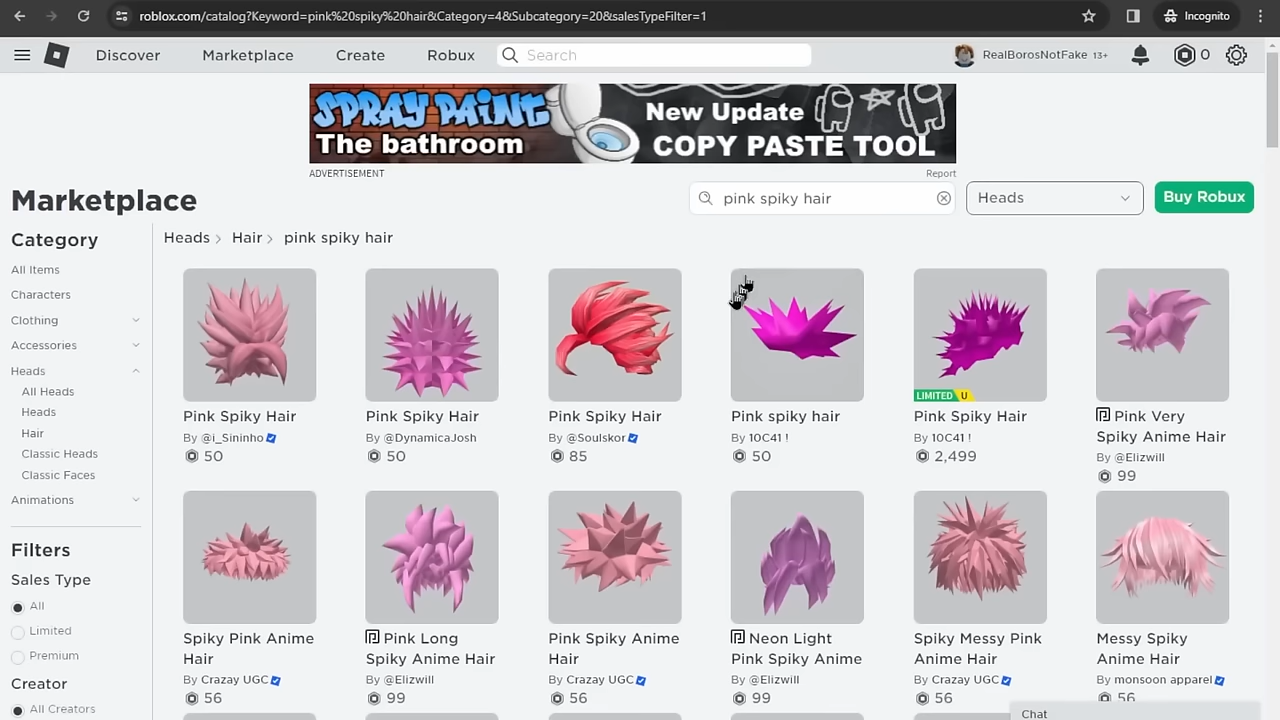 roblox.com/catalog?Keyword=pink%20spiky%20hair&Category=4&Subcategory=20&salesTypeFilter=1
Incognito
Discover
Marketplace
Create
Robux
Search
RealBorosNotFake 13+
0
SPRAY PAINT
The bathroom
New Update
COPY PASTE TOOL
ADVERTISEMENT
Report
Marketplace
pink spiky hair
Heads
Buy Robux
Category
All Items
Characters
Clothing
Accessories
Heads
All Heads
Heads
Hair
Classic Heads
Classic Faces
Animations
Filters
Sales Type
All
Limited
Premium
Creator
All Creators
Heads
Hair
pink spiky hair
Pink Spiky Hair
By @i_Sininho
50
Pink Spiky Hair
By @DynamicaJosh
50
Pink Spiky Hair
By @Soulskor
85
Pink spiky hair
By 10C41 !
50
LIMITED U
Pink Spiky Hair
By 10C41 !
2,499
Pink Very
Spiky Anime Hair
By @Elizwill
99
Spiky Pink Anime
Hair
By Crazay UGC
56
Pink Long
Spiky Anime Hair
By @Elizwill
99
Pink Spiky Anime
Hair
By Crazay UGC
56
Neon Light
Pink Spiky Anime
By @Elizwill
99
Spiky Messy Pink
Anime Hair
By Crazay UGC
56
Messy Spiky
Anime Hair
By monsoon apparel
56
Chat